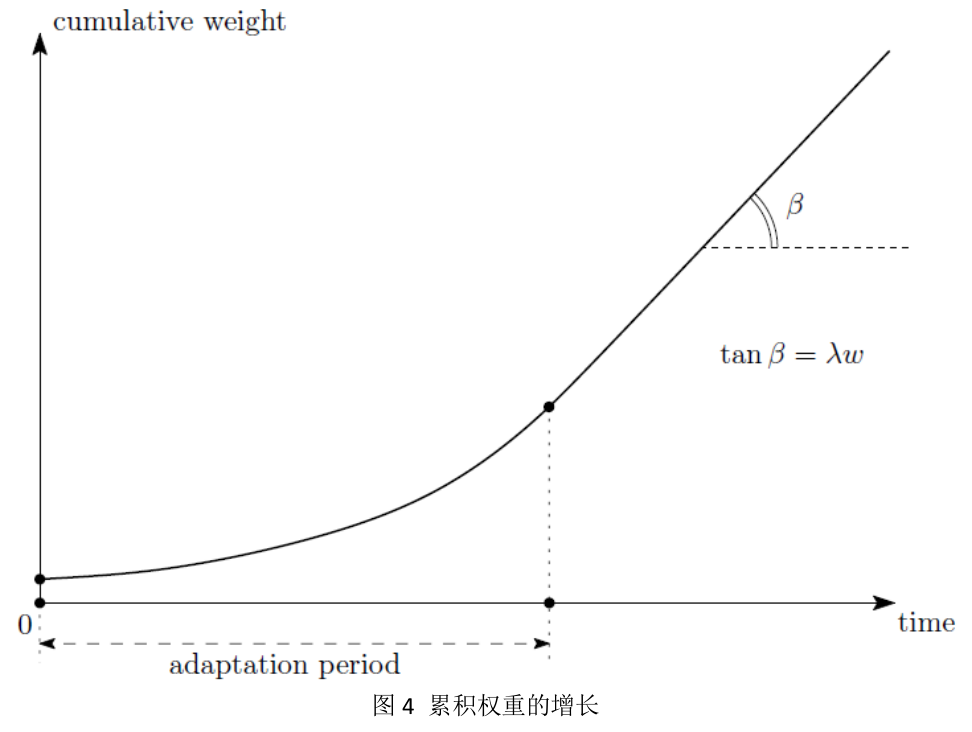 cumulative weight
β
tan β = λw
0
time
adaptation period
图 4 累积权重的增长